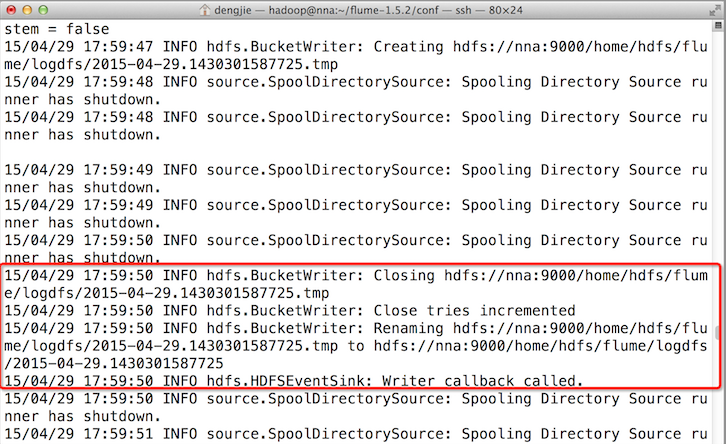 dengjie — hadoop@nna:~/flume-1.5.2/conf — ssh — 80×24
stem = false
15/04/29 17:59:47 INFO hdfs.BucketWriter: Creating hdfs://nna:9000/home/hdfs/flu
me/logdfs/2015-04-29.1430301587725.tmp
15/04/29 17:59:48 INFO source.SpoolDirectorySource: Spooling Directory Source ru
nner has shutdown.
15/04/29 17:59:48 INFO source.SpoolDirectorySource: Spooling Directory Source ru
nner has shutdown.
15/04/29 17:59:49 INFO source.SpoolDirectorySource: Spooling Directory Source ru
nner has shutdown.
15/04/29 17:59:49 INFO source.SpoolDirectorySource: Spooling Directory Source ru
nner has shutdown.
15/04/29 17:59:50 INFO source.SpoolDirectorySource: Spooling Directory Source ru
nner has shutdown.
15/04/29 17:59:50 INFO hdfs.BucketWriter: Closing hdfs://nna:9000/home/hdfs/flum
e/logdfs/2015-04-29.1430301587725.tmp
15/04/29 17:59:50 INFO hdfs.BucketWriter: Close tries incremented
15/04/29 17:59:50 INFO hdfs.BucketWriter: Renaming hdfs://nna:9000/home/hdfs/flu
me/logdfs/2015-04-29.1430301587725.tmp to hdfs://nna:9000/home/hdfs/flume/logdfs
/2015-04-29.1430301587725
15/04/29 17:59:50 INFO hdfs.HDFSEventSink: Writer callback called.
15/04/29 17:59:50 INFO source.SpoolDirectorySource: Spooling Directory Source ru
nner has shutdown.
15/04/29 17:59:51 INFO source.SpoolDirectorySource: Spooling Directory Source ru